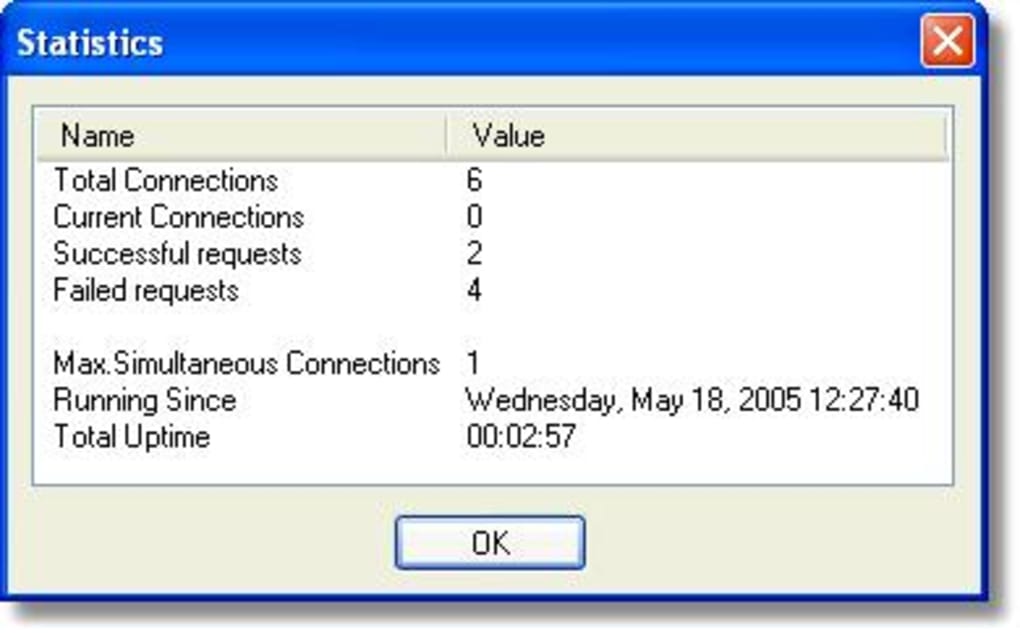 Statistics
Name Value
Total Connections 6
Current Connections 0
Successful requests 2
Failed requests 4
Max.Simultaneous Connections 1
Running Since Wednesday, May 18, 2005 12:27:40
Total Uptime 00:02:57
OK